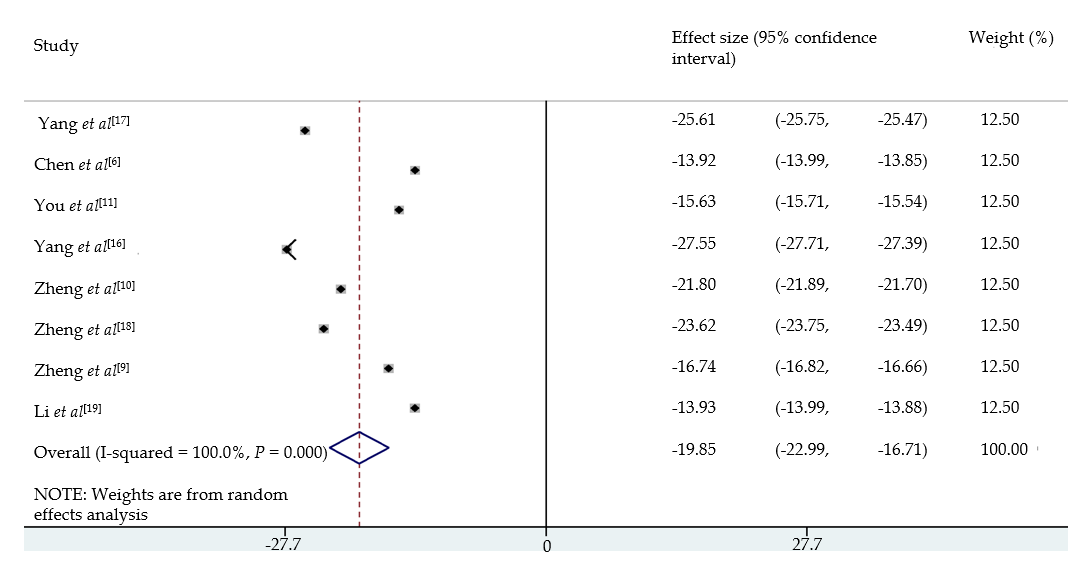 Study Effect size (95% confidence interval) Weight (%)
Yang et al[17] -25.61 (-25.75, -25.47) 12.50
Chen et al[6] -13.92 (-13.99, -13.85) 12.50
You et al[11] -15.63 (-15.71, -15.54) 12.50
Yang et al[16] -27.55 (-27.71, -27.39) 12.50
Zheng et al[10] -21.80 (-21.89, -21.70) 12.50
Zheng et al[18] -23.62 (-23.75, -23.49) 12.50
Zheng et al[9] -16.74 (-16.82, -16.66) 12.50
Li et al[19] -13.93 (-13.99, -13.88) 12.50
Overall (I-squared = 100.0%, P = 0.000) -19.85 (-22.99, -16.71) 100.00
NOTE: Weights are from random
effects analysis
-27.7 0 27.7